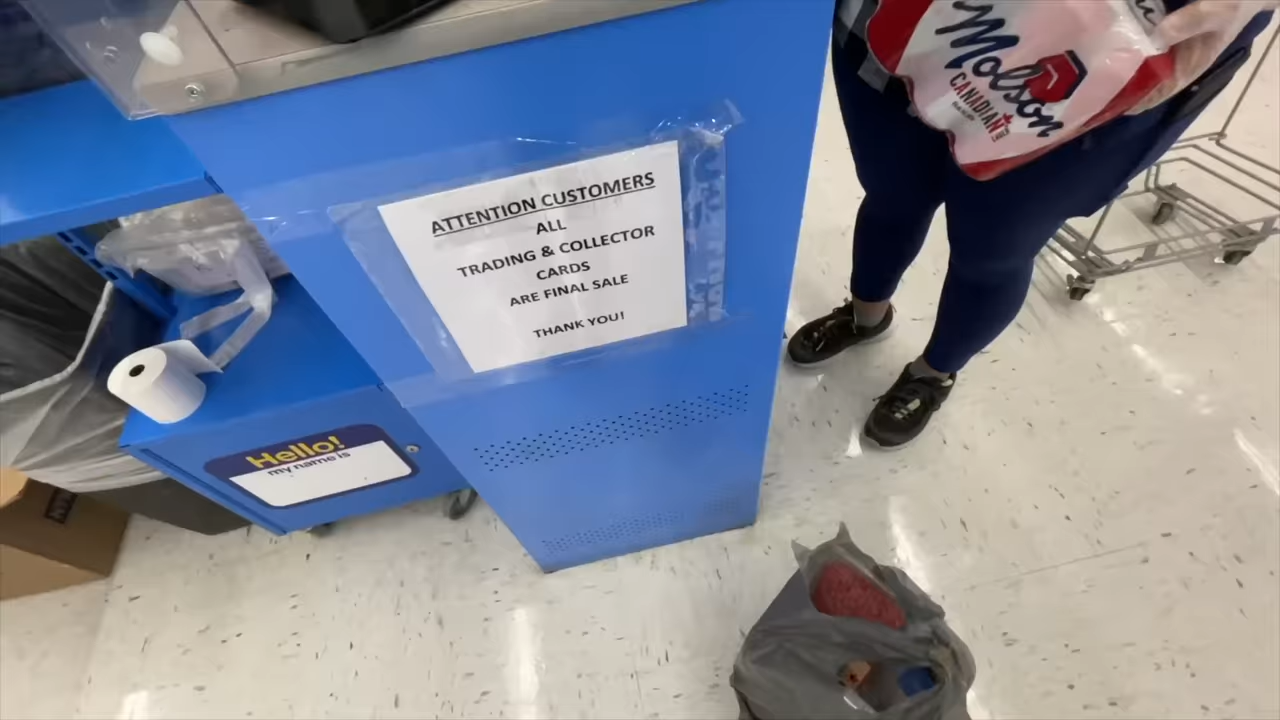 Molson
CANADIAN
ATTENTION CUSTOMERS
ALL
TRADING & COLLECTOR
CARDS
ARE FINAL SALE
THANK YOU!
Hello!
my name is